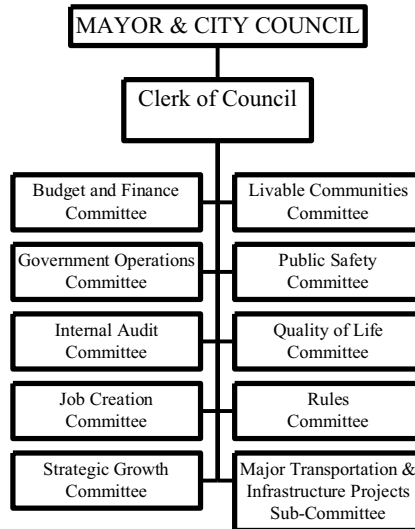 MAYOR & CITY COUNCIL
Clerk of Council
Budget and Finance
Committee
Livable Communities
Committee
Government Operations
Committee
Public Safety
Committee
Internal Audit
Committee
Quality of Life
Committee
Job Creation
Committee
Rules
Committee
Strategic Growth
Committee
Major Transportation &
Infrastructure Projects
Sub-Committee